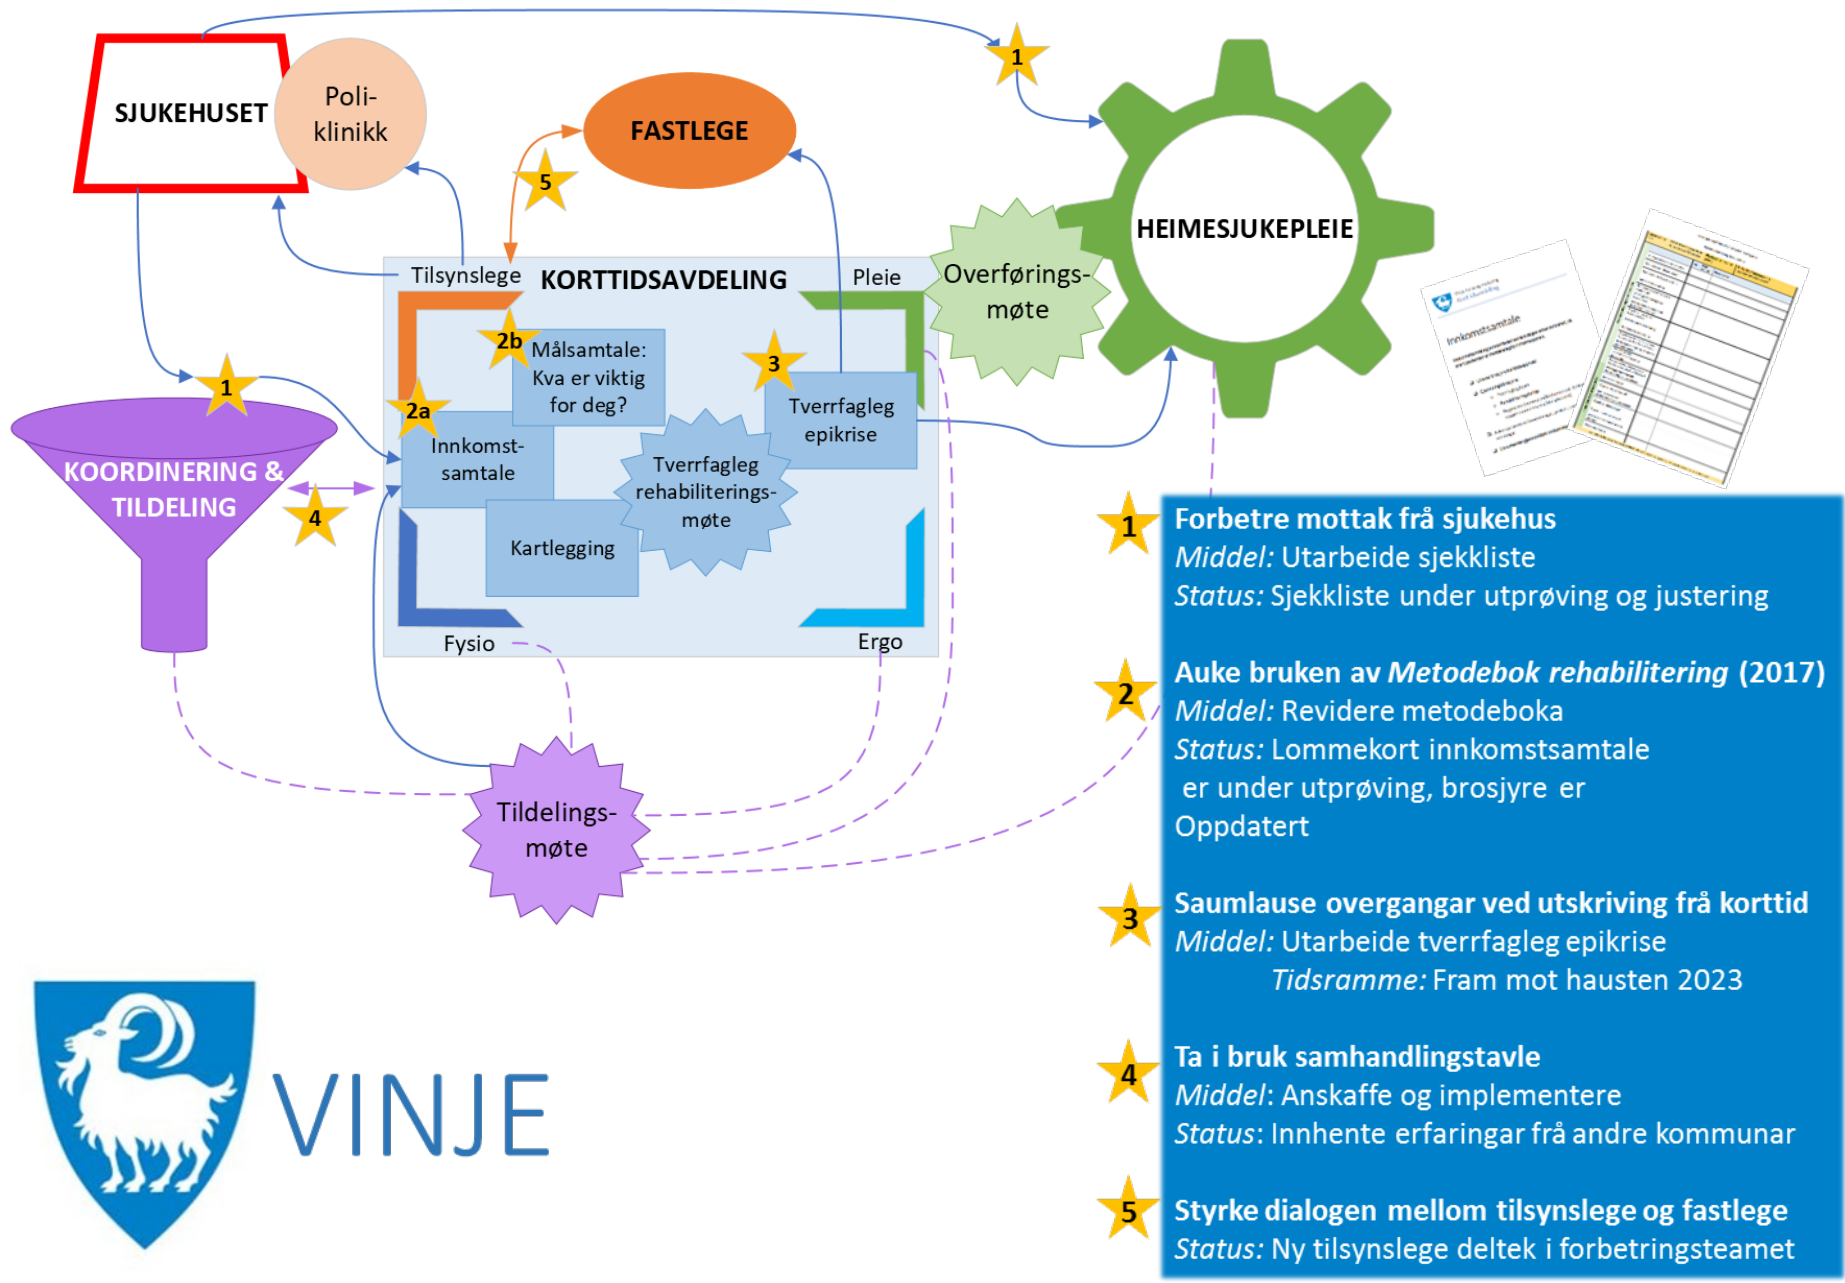 SJUKEHUSET
Poli-
klinikk
1
FASTLEGE
5
HEIMESJUKEPLEIE
Overførings-
møte
Tilsynslege
KORTTIDSAVDELING
Pleie
2b
Målsamtale:
Kva er viktig
for deg?
3
Tverrfagleg
epikrise
1
2a
Innkomst-
samtale
Tverrfagleg
rehabiliterings-
møte
KOORDINERING &
TILDELING
4
Kartlegging
Fysio
Ergo
Tildelings-
møte
VINJE
Innkomstsamtale
1
Forbetre mottak frå sjukehus
Middel: Utarbeide sjekkliste
Status: Sjekkliste under utprøving og justering
2
Auke bruken av Metodebok rehabilitering (2017)
Middel: Revidere metodeboka
Status: Lommekort innkomstsamtale
er under utprøving, brosjyre er
Oppdatert
3
Saumlause overgangar ved utskriving frå korttid
Middel: Utarbeide tverrfagleg epikrise
Tidsramme: Fram mot hausten 2023
4
Ta i bruk samhandlingstavle
Middel: Anskaffe og implementere
Status: Innhente erfaringar frå andre kommunar
5
Styrke dialogen mellom tilsynslege og fastlege
Status: Ny tilsynslege deltek i forbetringsteamet